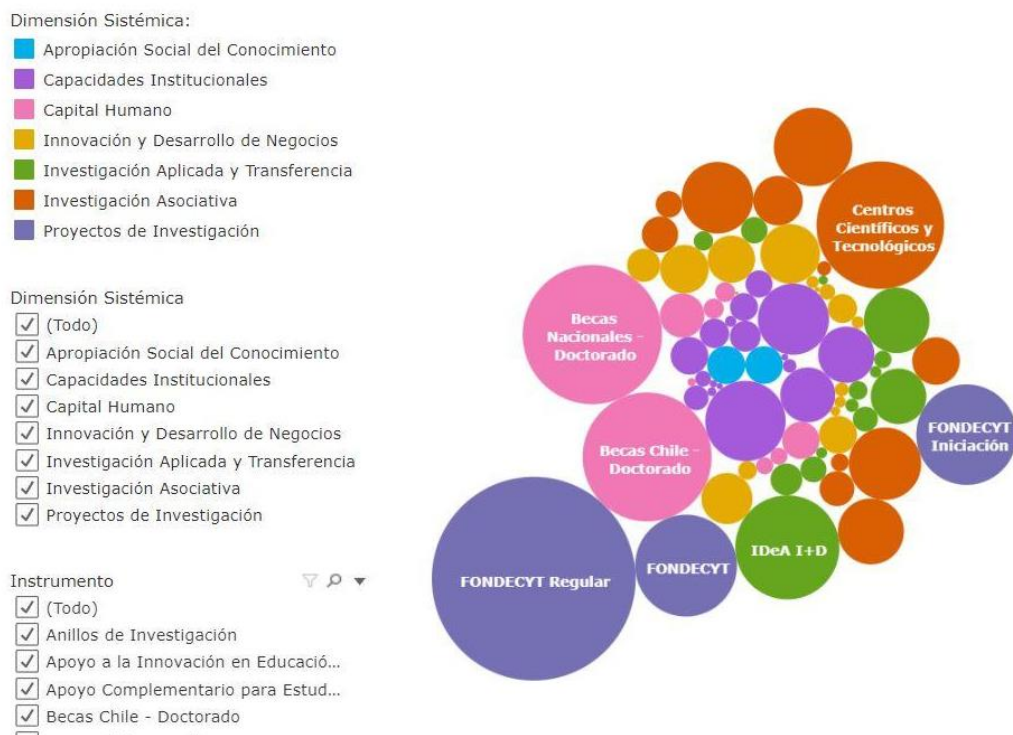 Dimensión Sistémica:
Apropiación Social del Conocimiento
Capacidades Institucionales
Capital Humano
Innovación y Desarrollo de Negocios
Investigación Aplicada y Transferencia
Investigación Asociativa
Proyectos de Investigación
Dimensión Sistémica
(Todo)
Apropiación Social del Conocimiento
Capacidades Institucionales
Capital Humano
Innovación y Desarrollo de Negocios
Investigación Aplicada y Transferencia
Investigación Asociativa
Proyectos de Investigación
Instrumento
(Todo)
Anillos de Investigación
Apoyo a la Innovación en Educació...
Apoyo Complementario para Estud...
Becas Chile - Doctorado
Centros
Científicos y
Tecnológicos
Becas
Nacionales -
Doctorado
Becas Chile -
Doctorado
FONDECYT
Iniciación
IDeA I+D
FONDECYT Regular
FONDECYT